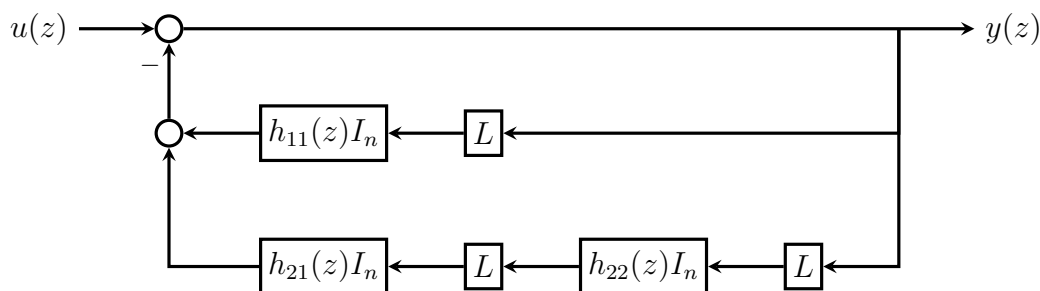 u(z) y(z)
−
h₁₁(z)Iₙ L
h₂₁(z)Iₙ L h₂₂(z)Iₙ L